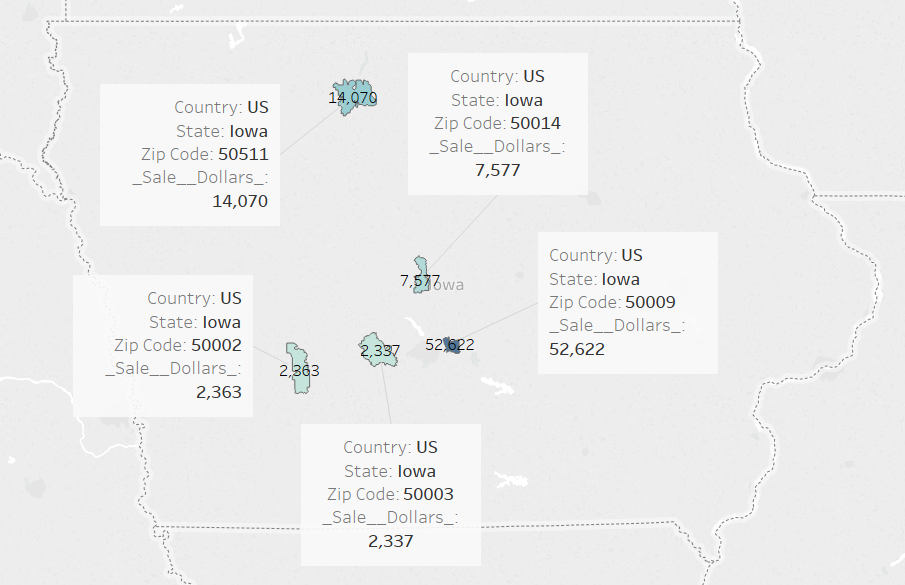 Country: US
State: Iowa
Zip Code: 50511
_Sale__Dollars_:
14,070
14,070
Country: US
State: Iowa
Zip Code: 50014
_Sale__Dollars_:
7,577
7,577
Iowa
Country: US
State: Iowa
Zip Code: 50009
_Sale__Dollars_:
52,622
52,622
Country: US
State: Iowa
Zip Code: 50002
_Sale__Dollars_:
2,363
2,363
2,337
Country: US
State: Iowa
Zip Code: 50003
_Sale__Dollars_:
2,337